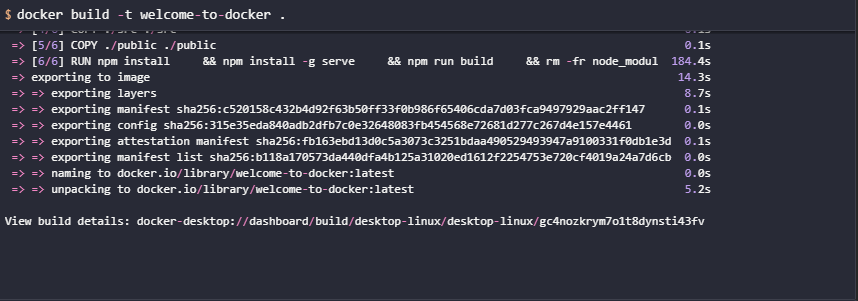 $ docker build -t welcome-to-docker .
=> [5/6] COPY ./public ./public 0.1s
=> [6/6] RUN npm install && npm install -g serve && npm run build && rm -fr node_modul 184.4s
=> exporting to image 14.3s
=> => exporting layers 8.7s
=> => exporting manifest sha256:c520158c432b4d92f63b50ff33f0b986f65406cda7d03fca9497929aac2ff147 0.1s
=> => exporting config sha256:315e35eda840adb2dfb7c0e32648083fb454568e72681d277c267d4e157e4461 0.0s
=> => exporting attestation manifest sha256:fb163ebd13d0c5a3073c3251bdaa490529493947a9100331f0db1e3d 0.1s
=> => exporting manifest list sha256:b118a170573da440dfa4b125a31020ed1612f2254753e720cf4019a24a7d6cb 0.0s
=> => naming to docker.io/library/welcome-to-docker:latest 0.0s
=> => unpacking to docker.io/library/welcome-to-docker:latest 5.2s
View build details: docker-desktop://dashboard/build/desktop-linux/desktop-linux/gc4nozkrym7o1t8dynsti43fv